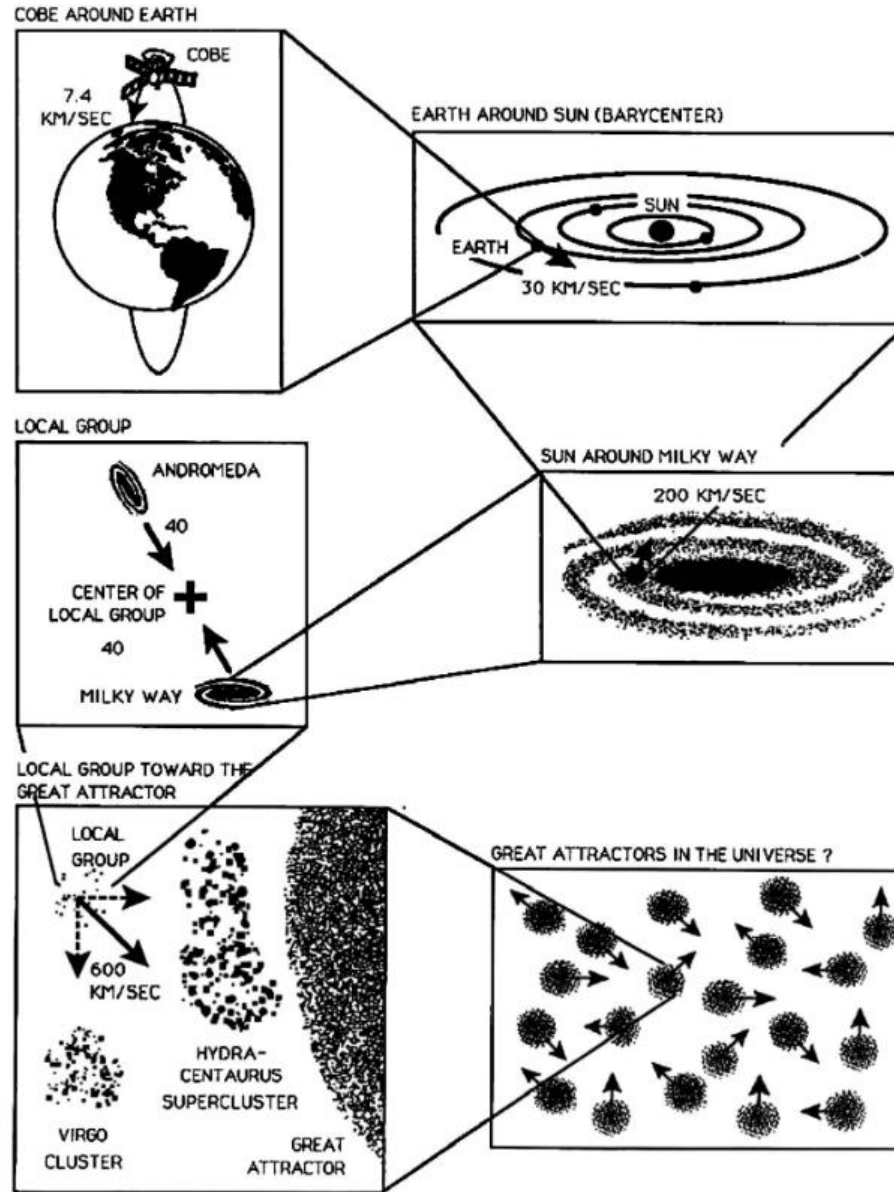 COBE AROUND EARTH
COBE
7.4
KM/SEC
EARTH AROUND SUN (BARYCENTER)
SUN
EARTH
30 KM/SEC
LOCAL GROUP
ANDROMEDA
40
CENTER OF
LOCAL GROUP
40
MILKY WAY
SUN AROUND MILKY WAY
200 KM/SEC
LOCAL GROUP TOWARD THE
GREAT ATTRACTOR
LOCAL
GROUP
600
KM/SEC
HYDRA-
CENTAURUS
SUPERCLUSTER
VIRGO
CLUSTER
GREAT
ATTRACTOR
GREAT ATTRACTORS IN THE UNIVERSE ?